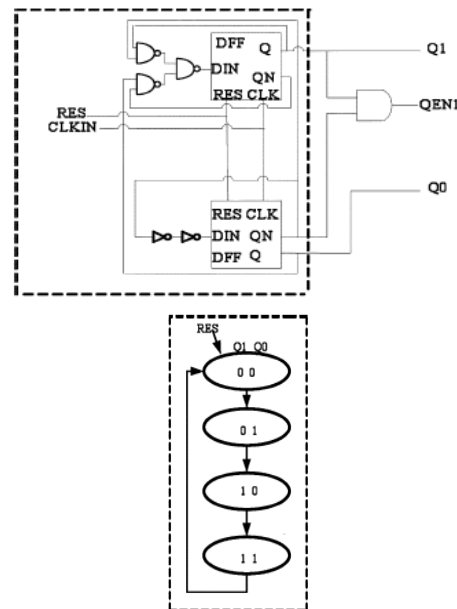 DFF Q
Q1
DIN
QN
RES CLK
QEN1
RES
CLKIN
Q0
RES CLK
DIN QN
DFF Q
RES
Q1 Q0
0 0
0 1
1 0
1 1